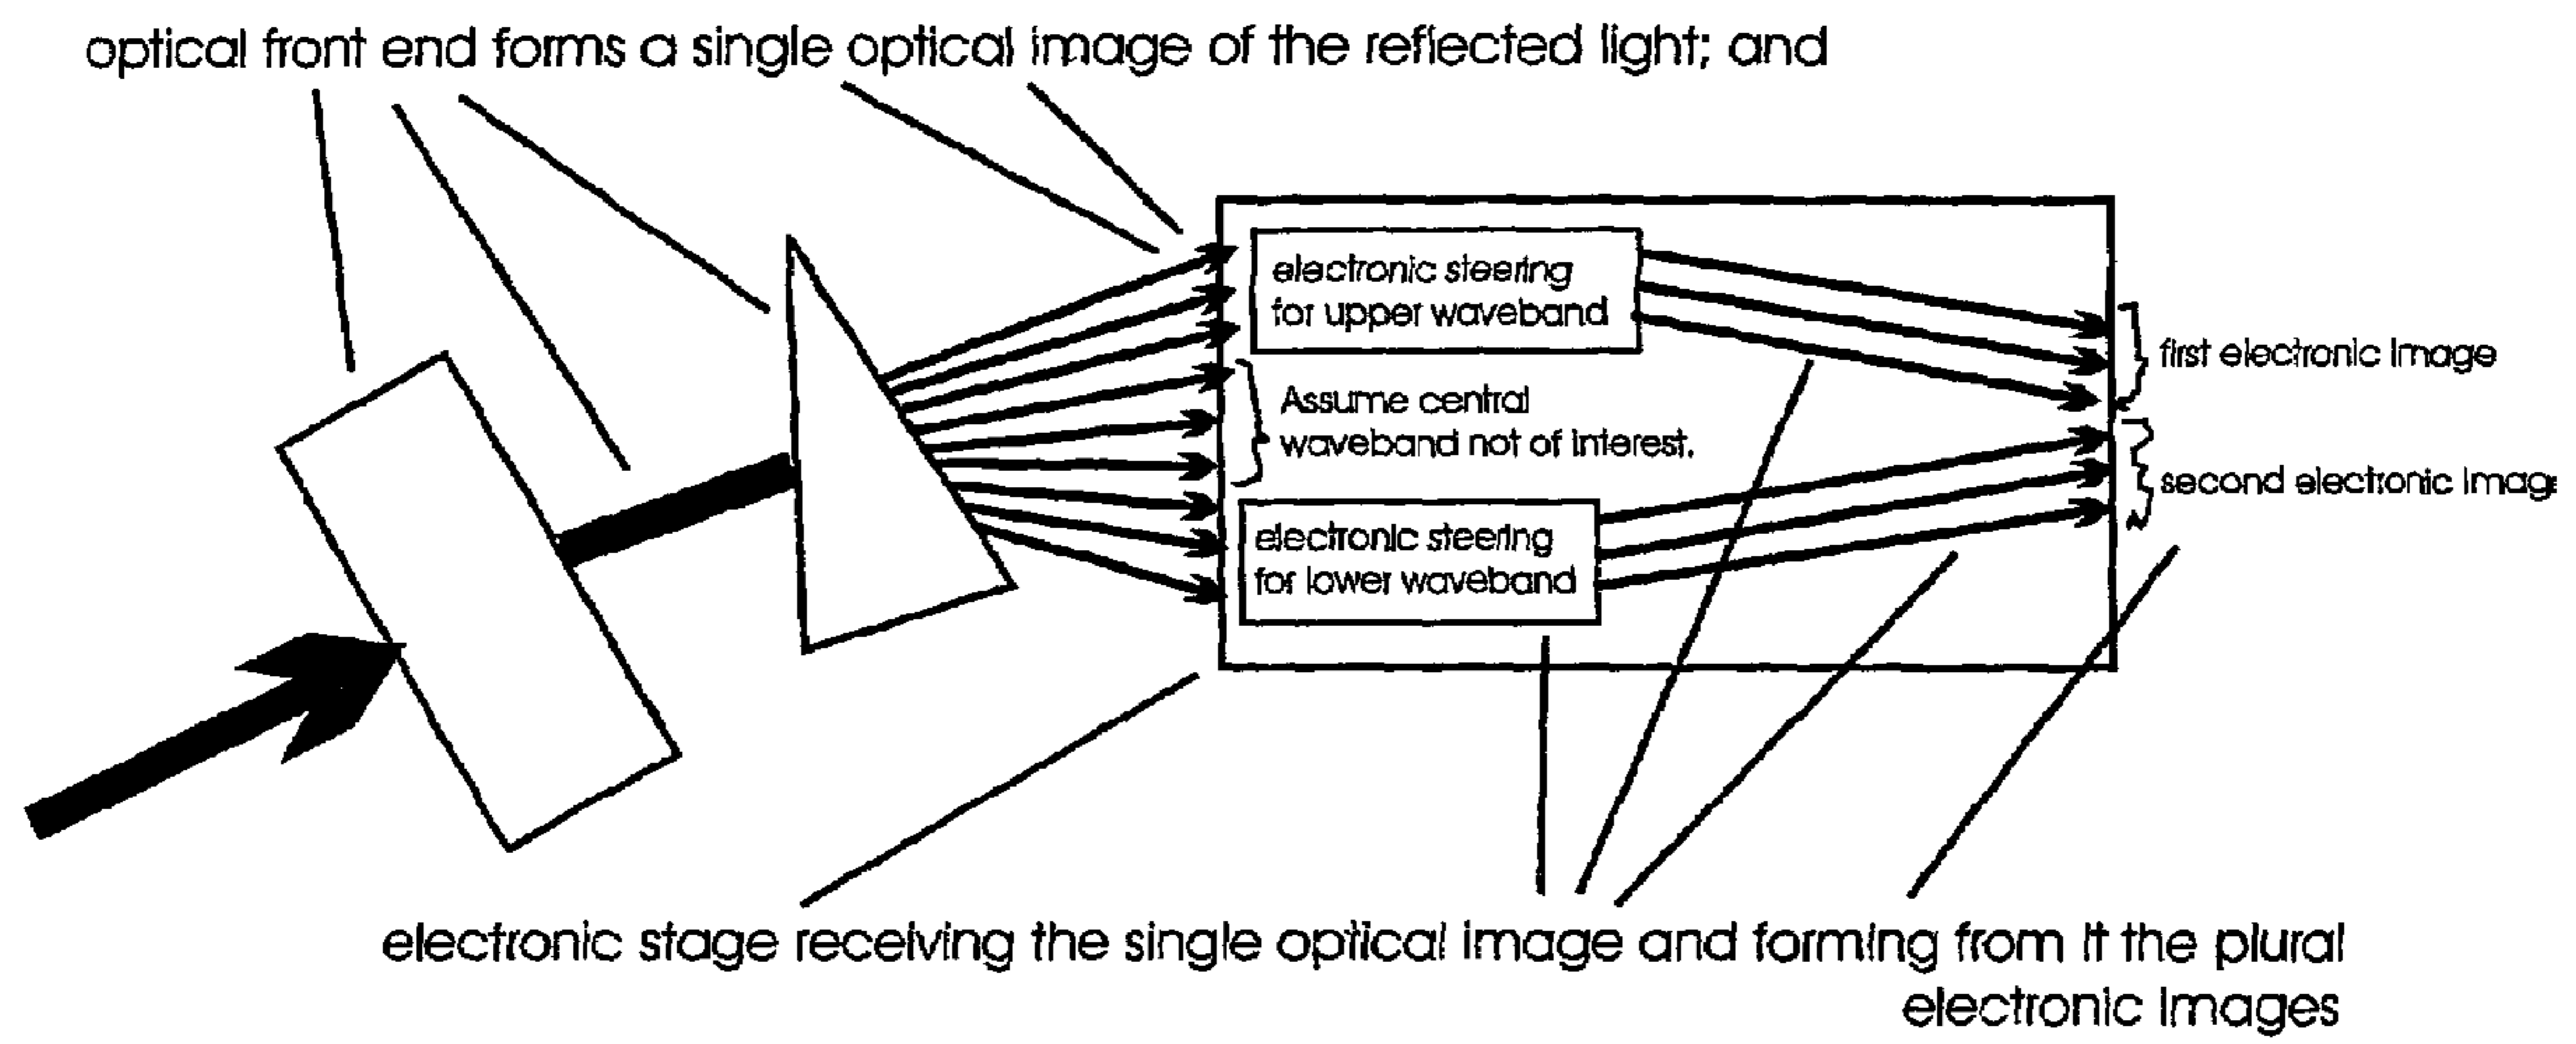 optical front end forms a single optical image of the reflected light; and
electronic steering
for upper waveband
first electronic image
Assume central
waveband not of interest.
second electronic imag
electronic steering
for lower waveband
electronic stage receiving the single optical image and forming from it the plural
electronic images